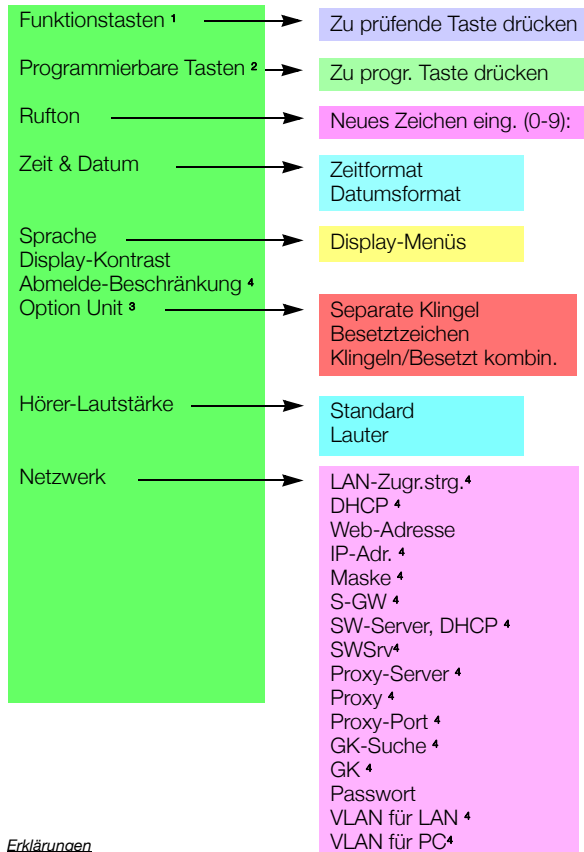 Funktionstasten ¹
Zu prüfende Taste drücken
Programmierbare Tasten ²
Zu progr. Taste drücken
Rufton
Neues Zeichen eing. (0-9):
Zeit & Datum
Zeitformat
Datumsformat
Sprache
Display-Menüs
Display-Kontrast
Abmelde-Beschränkung ⁴
Option Unit ³
Separate Klingel
Besetztzeichen
Klingeln/Besetzt kombin.
Hörer-Lautstärke
Standard
Lauter
Netzwerk
LAN-Zugr.strg.⁴
DHCP ⁴
Web-Adresse
IP-Adr. ⁴
Maske ⁴
S-GW ⁴
SW-Server, DHCP ⁴
SWSrv⁴
Proxy-Server ⁴
Proxy ⁴
Proxy-Port ⁴
GK-Suche ⁴
GK ⁴
Passwort
VLAN für LAN ⁴
VLAN für PC⁴
Erklärungen